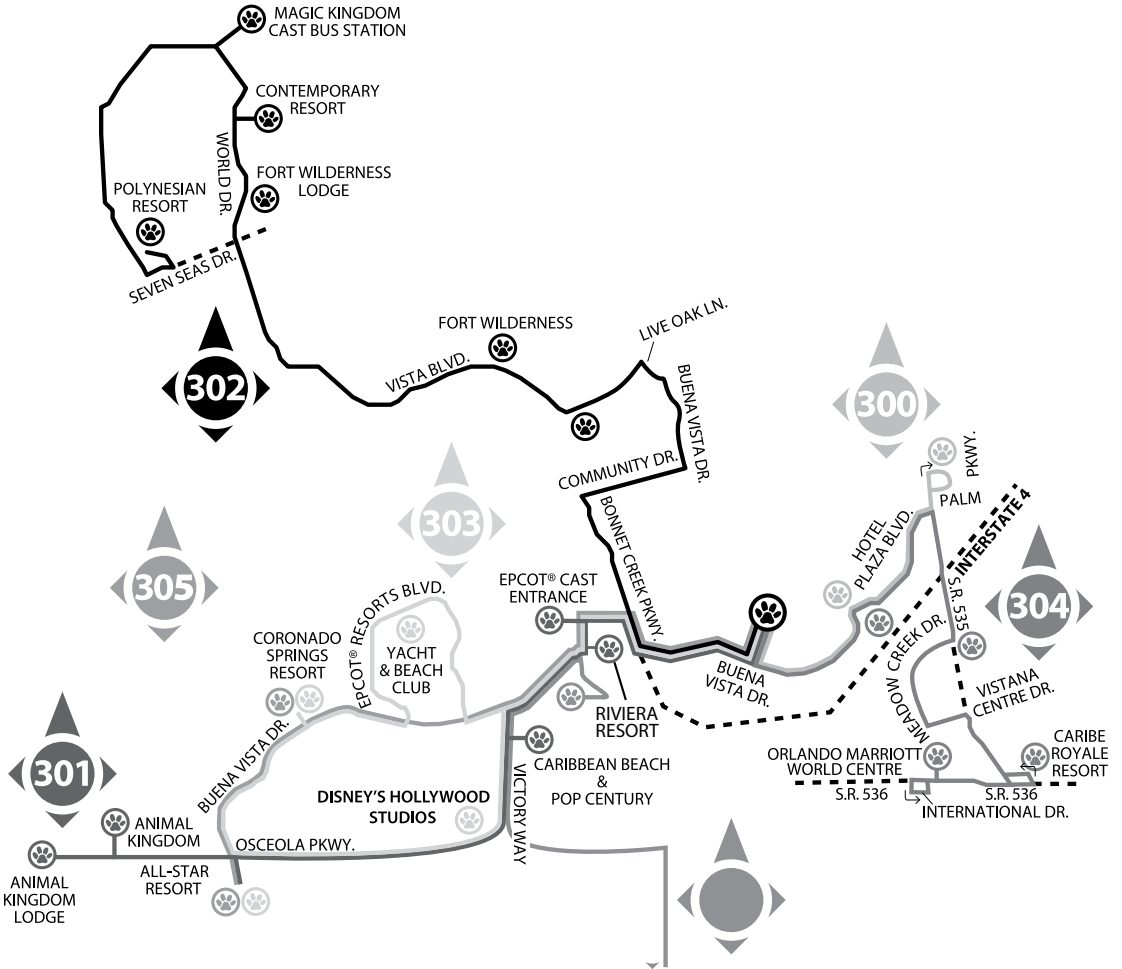 MAGIC KINGDOM
CAST BUS STATION
CONTEMPORARY
RESORT
WORLD DR.
FORT WILDERNESS
LODGE
POLYNESIAN
RESORT
SEVEN SEAS DR.
302
FORT WILDERNESS
VISTA BLVD.
LIVE OAK LN.
BUENA VISTA DR.
COMMUNITY DR.
BONNET CREEK PKWY.
300
PKWY.
PALM
HOTEL
PLAZA BLVD.
INTERSTATE 4
S.R. 535
304
303
305
EPCOT® CAST
ENTRANCE
EPCOT® RESORTS BLVD.
YACHT
& BEACH
CLUB
CORONADO
SPRINGS
RESORT
BUENA
VISTA DR.
MEADOW CREEK DR.
VISTANA
CENTRE DR.
RIVIERA
RESORT
ORLANDO MARRIOTT
WORLD CENTRE
CARIBE
ROYALE
RESORT
S.R. 536
S.R. 536
INTERNATIONAL DR.
301
BUENA VISTA DR.
CARIBBEAN BEACH
&
POP CENTURY
VICTORY WAY
DISNEY'S HOLLYWOOD
STUDIOS
ANIMAL
KINGDOM
OSCEOLA PKWY.
ALL-STAR
RESORT
ANIMAL
KINGDOM
LODGE